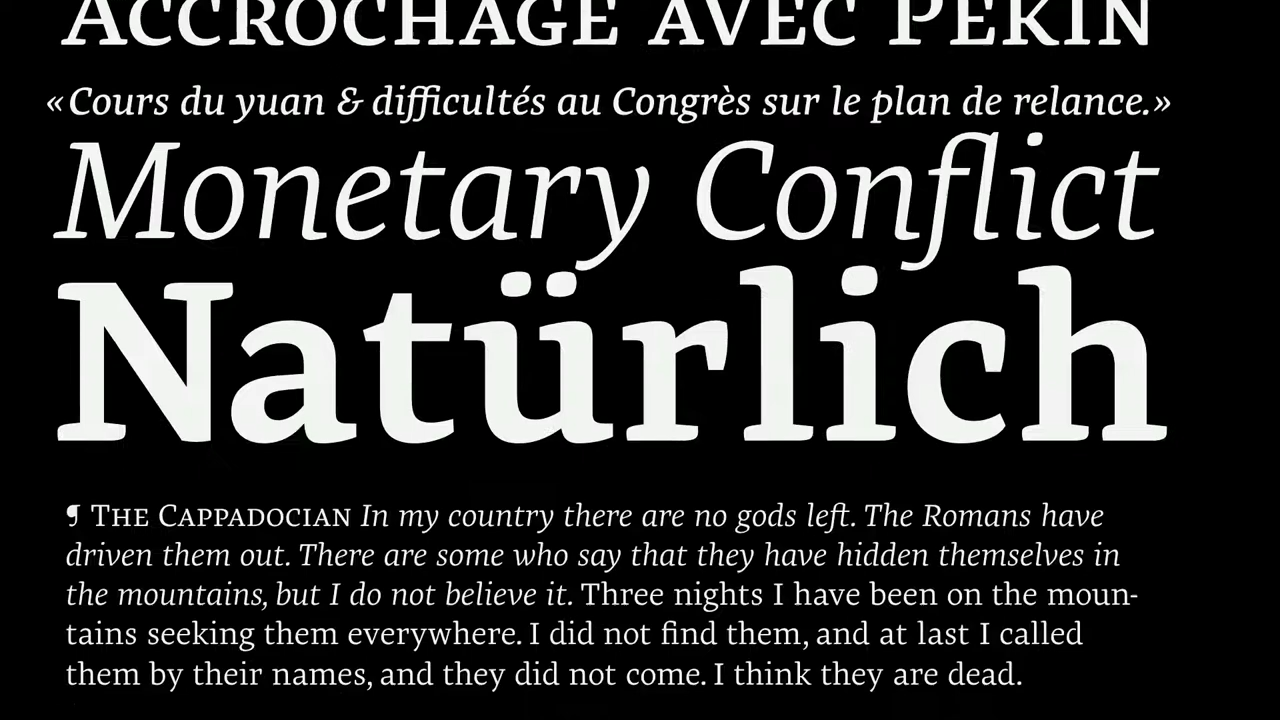 ACCROCHAGE AVEC PEKIN
«Cours du yuan & difficultés au Congrès sur le plan de relance.»
Monetary Conflict
Natürlich
¶ THE CAPPADOCIAN In my country there are no gods left. The Romans have
driven them out. There are some who say that they have hidden themselves in
the mountains, but I do not believe it. Three nights I have been on the moun-
tains seeking them everywhere. I did not find them, and at last I called
them by their names, and they did not come. I think they are dead.